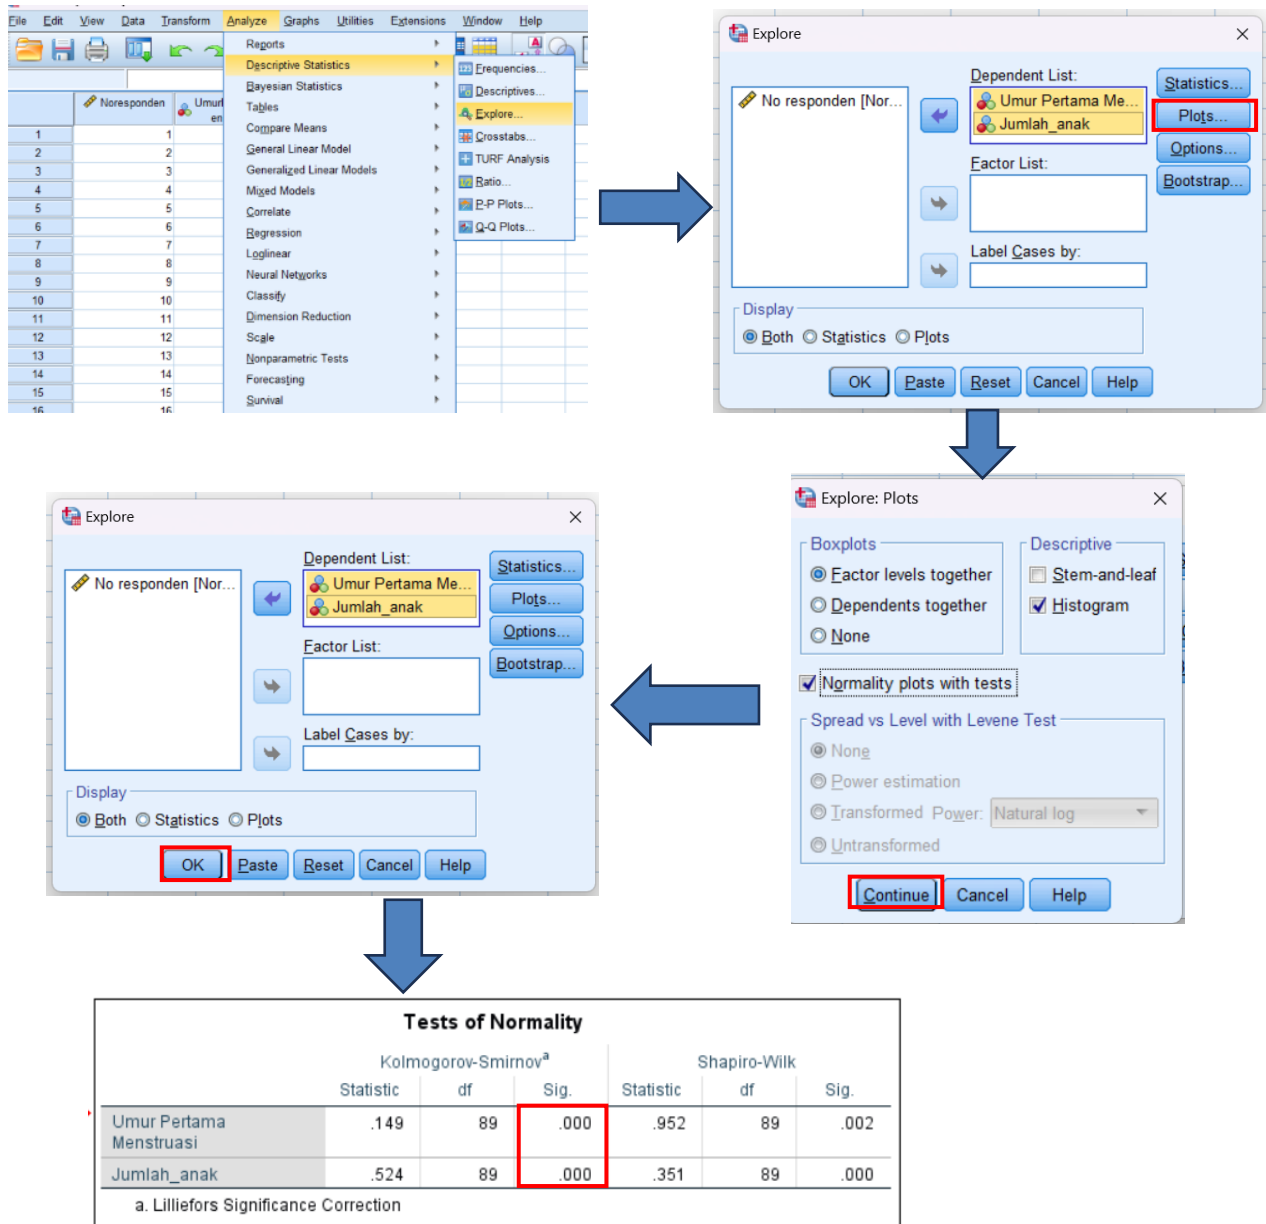 File Edit View Data Transform Analyze Graphs Utilities Extensions Window Help
Reports
Descriptive Statistics
Bayesian Statistics
Tables
Compare Means
General Linear Model
Generalized Linear Models
Mixed Models
Correlate
Regression
Loglinear
Neural Networks
Classify
Dimension Reduction
Scale
Nonparametric Tests
Forecasting
Survival
Frequencies...
Descriptives...
Explore...
Crosstabs...
TURF Analysis
Ratio...
P-P Plots...
Q-Q Plots...
Noresponden
en
1 1
2 2
3 3
4 4
5 5
6 6
7 7
8 8
9 9
10 10
11 11
12 12
13 13
14 14
15 15
16 16
Explore
No responden [Nor...
Dependent List:
Umur Pertama Me...
Jumlah_anak
Factor List:
Label Cases by:
Statistics...
Plots...
Options...
Bootstrap...
Display
Both Statistics Plots
OK Paste Reset Cancel Help
Explore: Plots
Boxplots
Factor levels together
Dependents together
None
Descriptive
Stem-and-leaf
Histogram
Normality plots with tests
Spread vs Level with Levene Test
None
Power estimation
Transformed Power: Natural log
Untransformed
Continue Cancel Help
Explore
No responden [Nor...
Dependent List:
Umur Pertama Me...
Jumlah_anak
Factor List:
Label Cases by:
Statistics...
Plots...
Options...
Bootstrap...
Display
Both Statistics Plots
OK Paste Reset Cancel Help
Tests of Normality
Kolmogorov-Smirnov^a Shapiro-Wilk
Statistic df Sig. Statistic df Sig.
Umur Pertama
Menstruasi .149 89 .000 .952 89 .002
Jumlah_anak .524 89 .000 .351 89 .000
a. Lilliefors Significance Correction